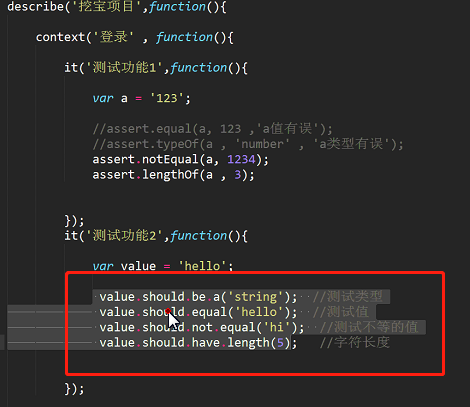 describe('挖宝项目',function(){
context('登录' , function(){
it('测试功能1',function(){
var a = '123';
//assert.equal(a, 123 ,'a值有误');
//assert.typeOf(a , 'number' , 'a类型有误');
assert.notEqual(a, 1234);
assert.lengthOf(a , 3);
});
it('测试功能2',function(){
var value = 'hello';
value.should.be.a('string'); //测试类型
value.should.equal('hello'); //测试值
value.should.not.equal('hi'); //测试不等的值
value.should.have.length(5); //字符长度
});